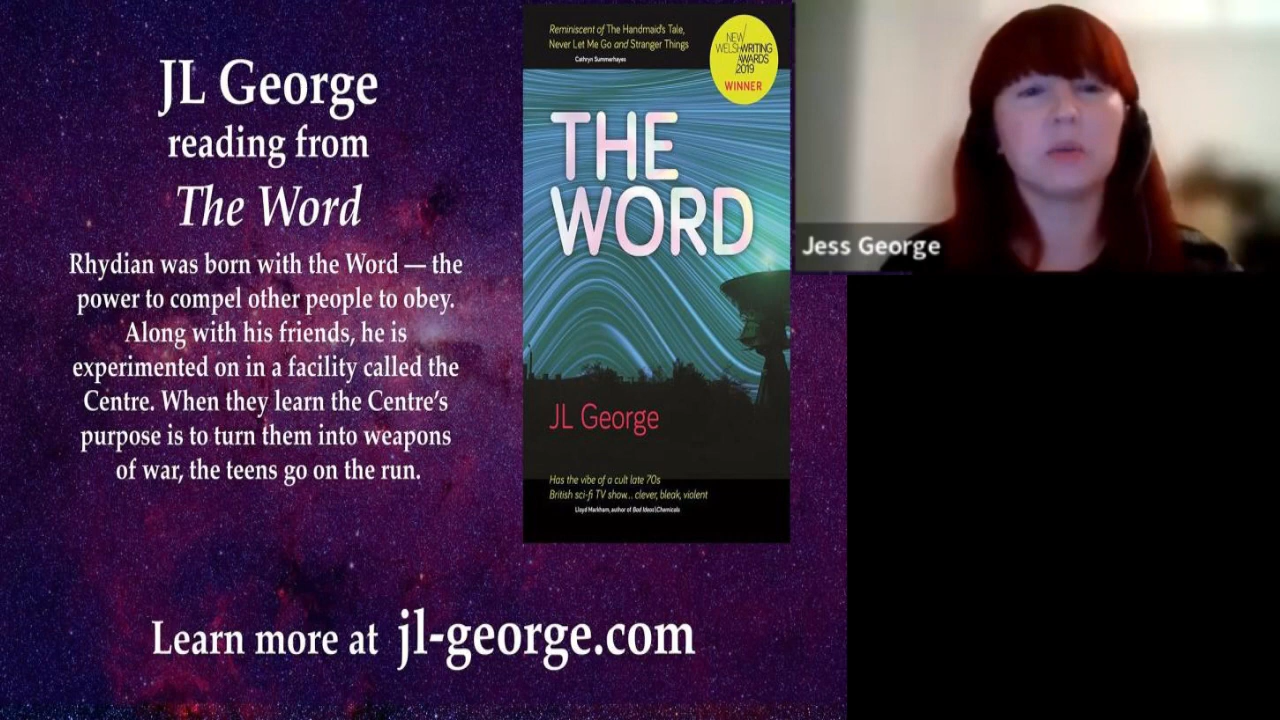 JL George
reading from
The Word
Rhydian was born with the Word — the
power to compel other people to obey.
Along with his friends, he is
experimented on in a facility called the
Centre. When they learn the Centre's
purpose is to turn them into weapons
of war, the teens go on the run.
Learn more at jl-george.com
Reminiscent of The Handmaid's Tale,
Never Let Me Go and Stranger Things
Cathryn Summerhayes
NEW
WELSH WRITING
AWARDS
2019
WINNER
THE
WORD
JL George
Has the vibe of a cult late 70s
British sci-fi TV show... clever, bleak, violent
Lloyd Markham, author of Bad Ideas\Chemicals
Jess George